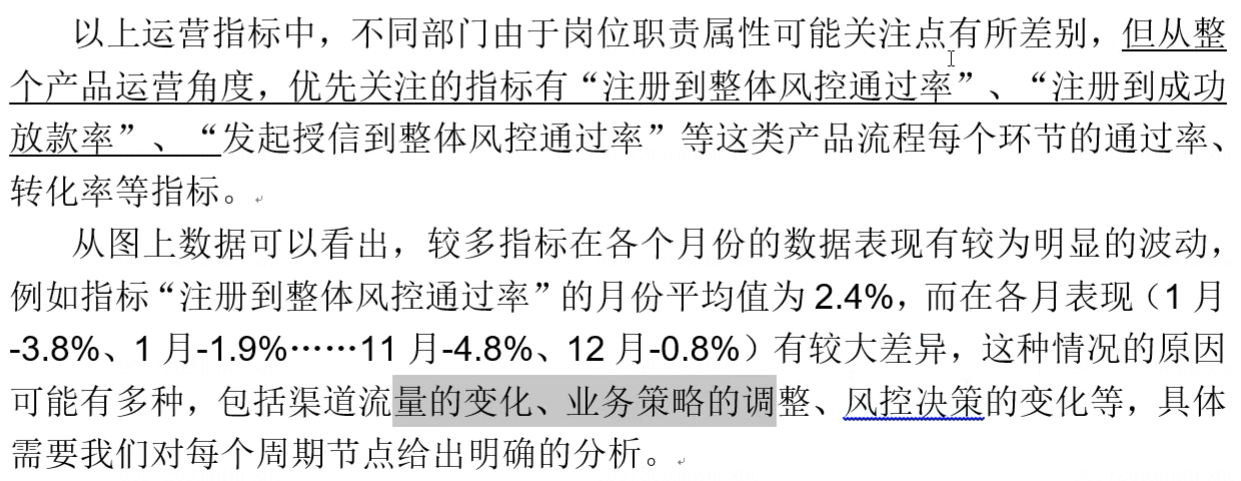 以上运营指标中，不同部门由于岗位职责属性可能关注点有所差别，但从整
个产品运营角度，优先关注的指标有“注册到整体风控通过率”、“注册到成功
放款率”、“发起授信到整体风控通过率”等这类产品流程每个环节的通过率、
转化率等指标。
从图上数据可以看出，较多指标在各个月份的数据表现有较为明显的波动，
例如指标“注册到整体风控通过率”的月份平均值为 2.4%，而在各月表现（1 月
-3.8%、1 月-1.9%……11 月-4.8%、12 月-0.8%）有较大差异，这种情况的原因
可能有多种，包括渠道流量的变化、业务策略的调整、风控决策的变化等，具体
需要我们对每个周期节点给出明确的分析。